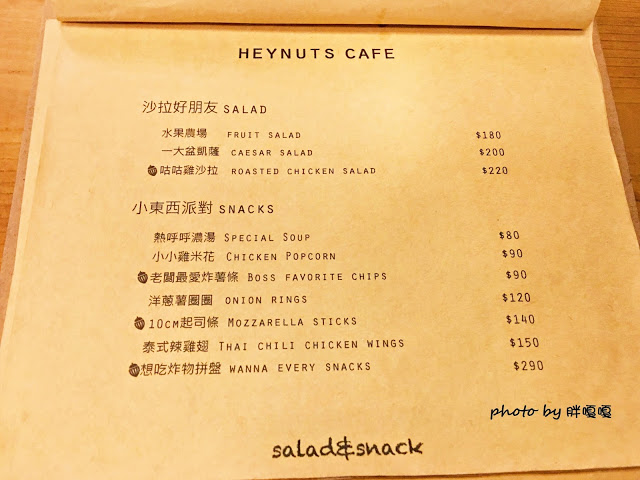 HEYNUTS CAFE
沙拉好朋友 SALAD
水果農場 FRUIT SALAD $180
一大盆凱薩 CAESAR SALAD $200
咕咕雞沙拉 ROASTED CHICKEN SALAD $220
小東西派對 SNACKS
熱呼呼濃湯 SPECIAL SOUP $80
小小雞米花 CHICKEN POPCORN $90
老闆最愛炸薯條 BOSS FAVORITE CHIPS $90
洋蔥薯圈圈 ONION RINGS $120
10cm起司條 MOZZARELLA STICKS $140
泰式辣雞翅 THAI CHILI CHICKEN WINGS $150
想吃炸物拼盤 WANNA EVERY SNACKS $290
photo by 胖嘎嘎
salad&snack